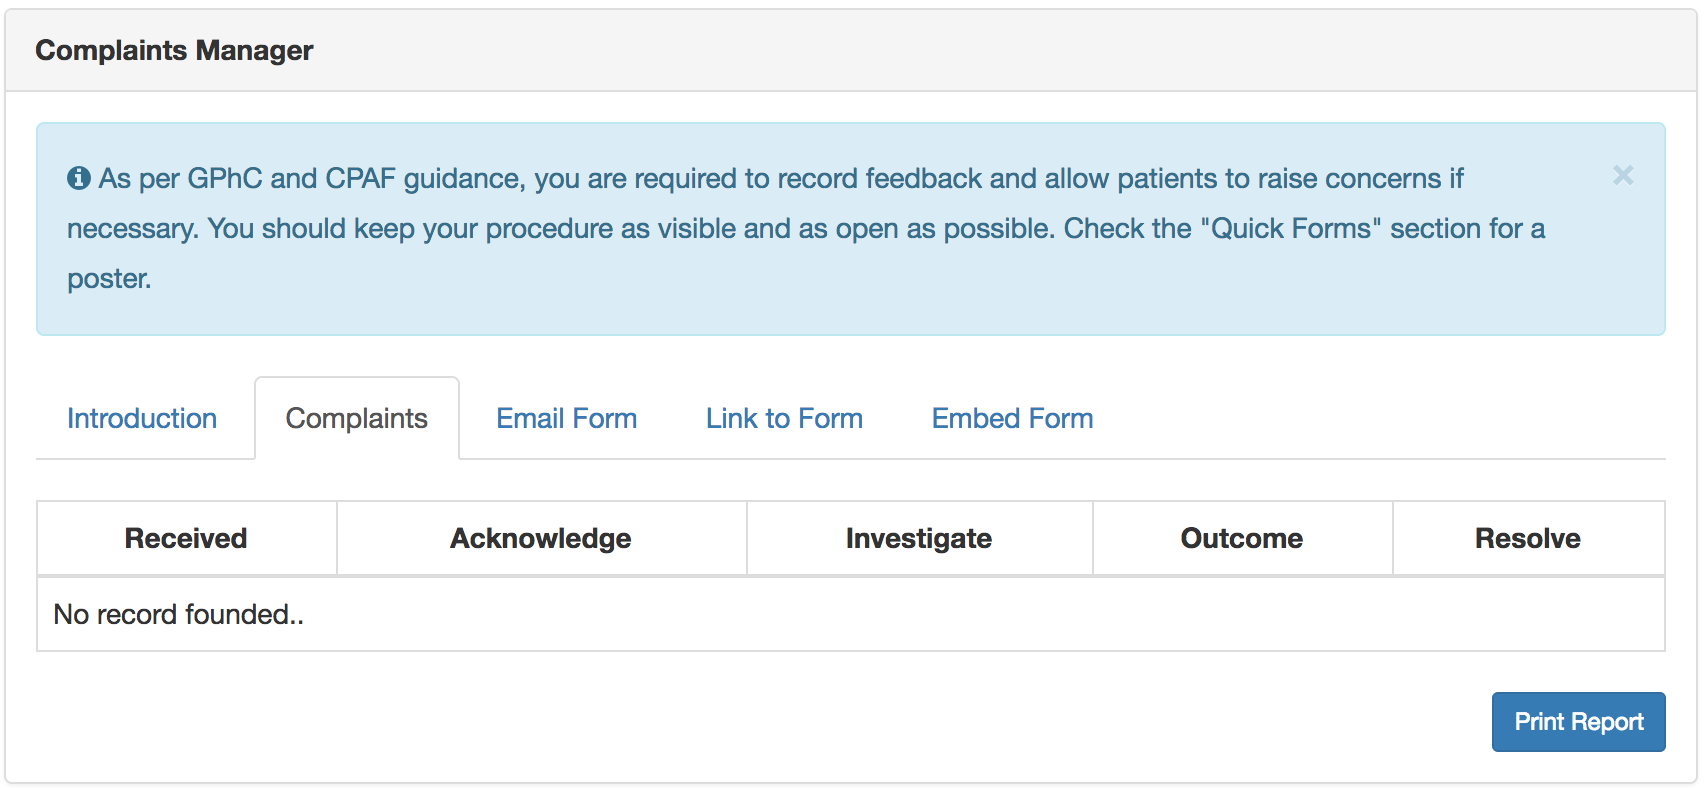 Complaints Manager
As per GPhC and CPAF guidance, you are required to record feedback and allow patients to raise concerns if
necessary. You should keep your procedure as visible and as open as possible. Check the "Quick Forms" section for a
poster.
Introduction Complaints Email Form Link to Form Embed Form
Received Acknowledge Investigate Outcome Resolve
No record founded..
Print Report